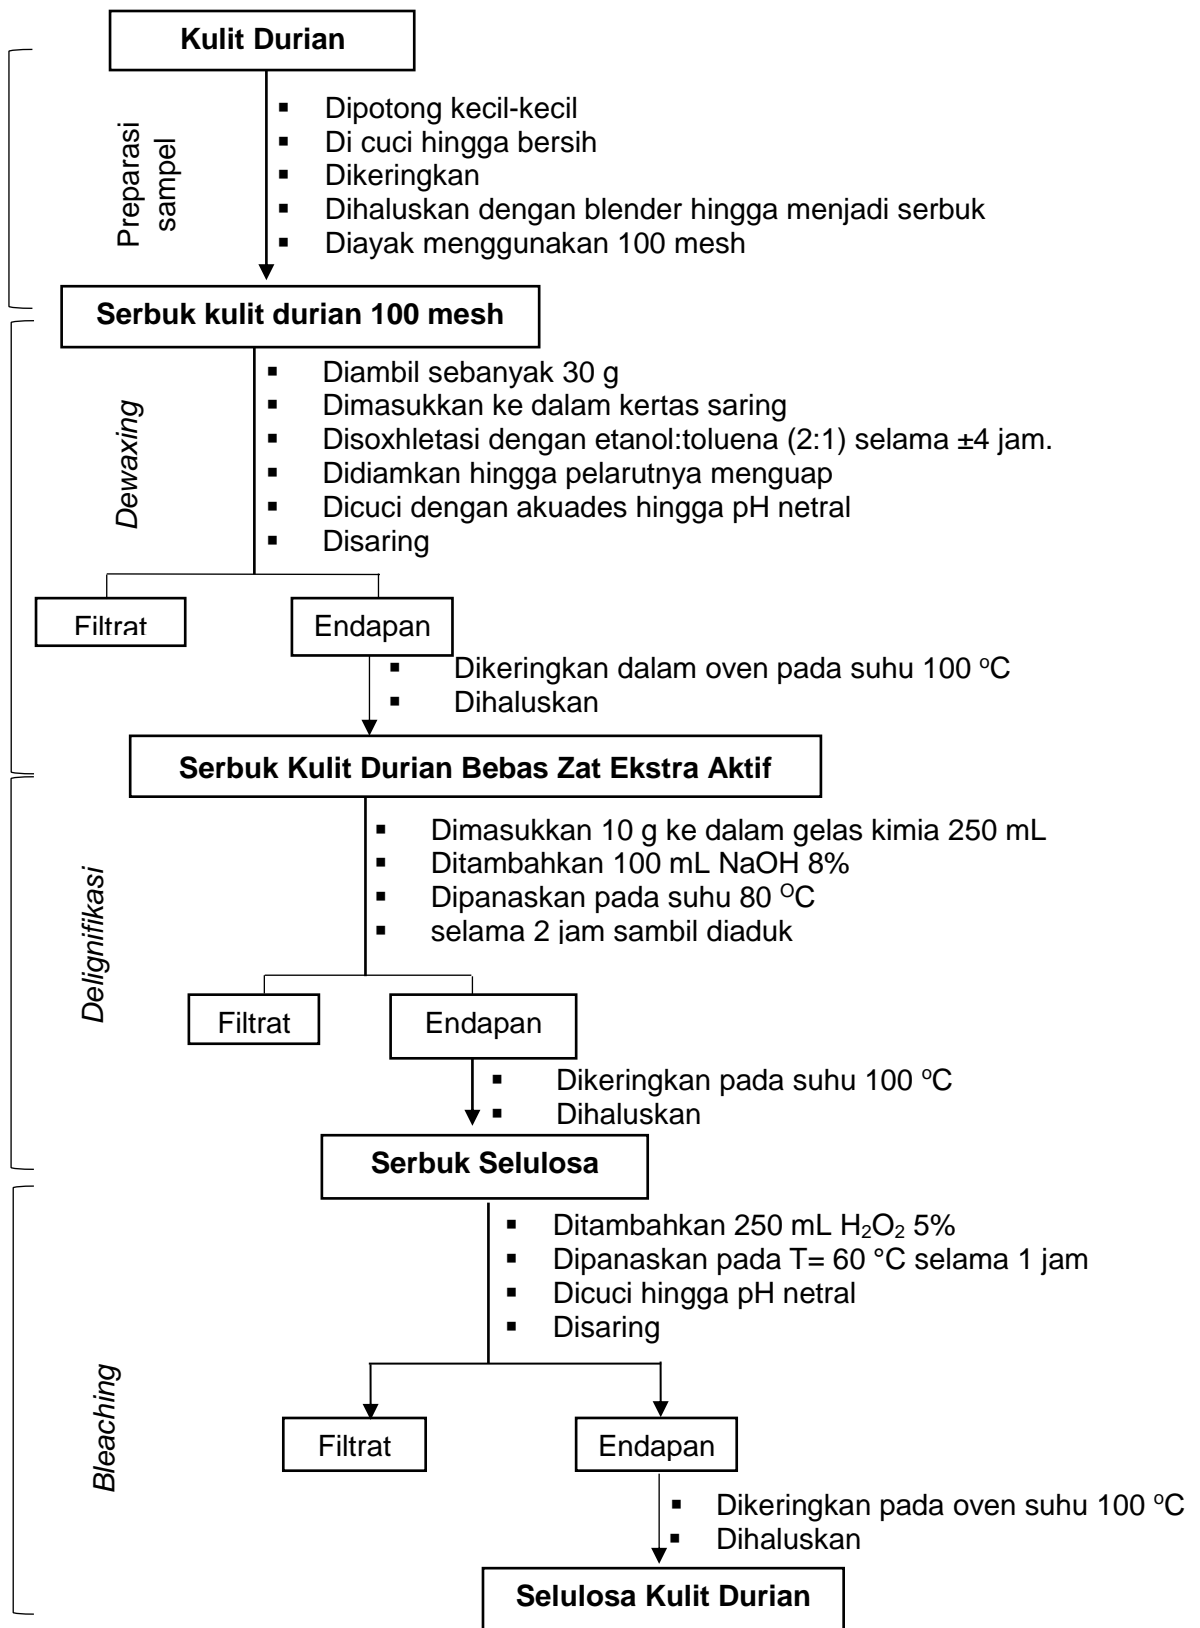 Kulit Durian
Preparasi
sampel
▪ Dipotong kecil-kecil
▪ Di cuci hingga bersih
▪ Dikeringkan
▪ Dihaluskan dengan blender hingga menjadi serbuk
▪ Diayak menggunakan 100 mesh
Serbuk kulit durian 100 mesh
Dewaxing
▪ Diambil sebanyak 30 g
▪ Dimasukkan ke dalam kertas saring
▪ Disoxhletasi dengan etanol:toluena (2:1) selama ±4 jam.
▪ Didiamkan hingga pelarutnya menguap
▪ Dicuci dengan akuades hingga pH netral
▪ Disaring
Filtrat
Endapan
▪ Dikeringkan dalam oven pada suhu 100 ºC
▪ Dihaluskan
Serbuk Kulit Durian Bebas Zat Ekstra Aktif
Delignifikasi
▪ Dimasukkan 10 g ke dalam gelas kimia 250 mL
▪ Ditambahkan 100 mL NaOH 8%
▪ Dipanaskan pada suhu 80 ᴼC
▪ selama 2 jam sambil diaduk
Filtrat
Endapan
▪ Dikeringkan pada suhu 100 ºC
▪ Dihaluskan
Serbuk Selulosa
Bleaching
▪ Ditambahkan 250 mL H₂O₂ 5%
▪ Dipanaskan pada T= 60 °C selama 1 jam
▪ Dicuci hingga pH netral
▪ Disaring
Filtrat
Endapan
▪ Dikeringkan pada oven suhu 100 ºC
▪ Dihaluskan
Selulosa Kulit Durian